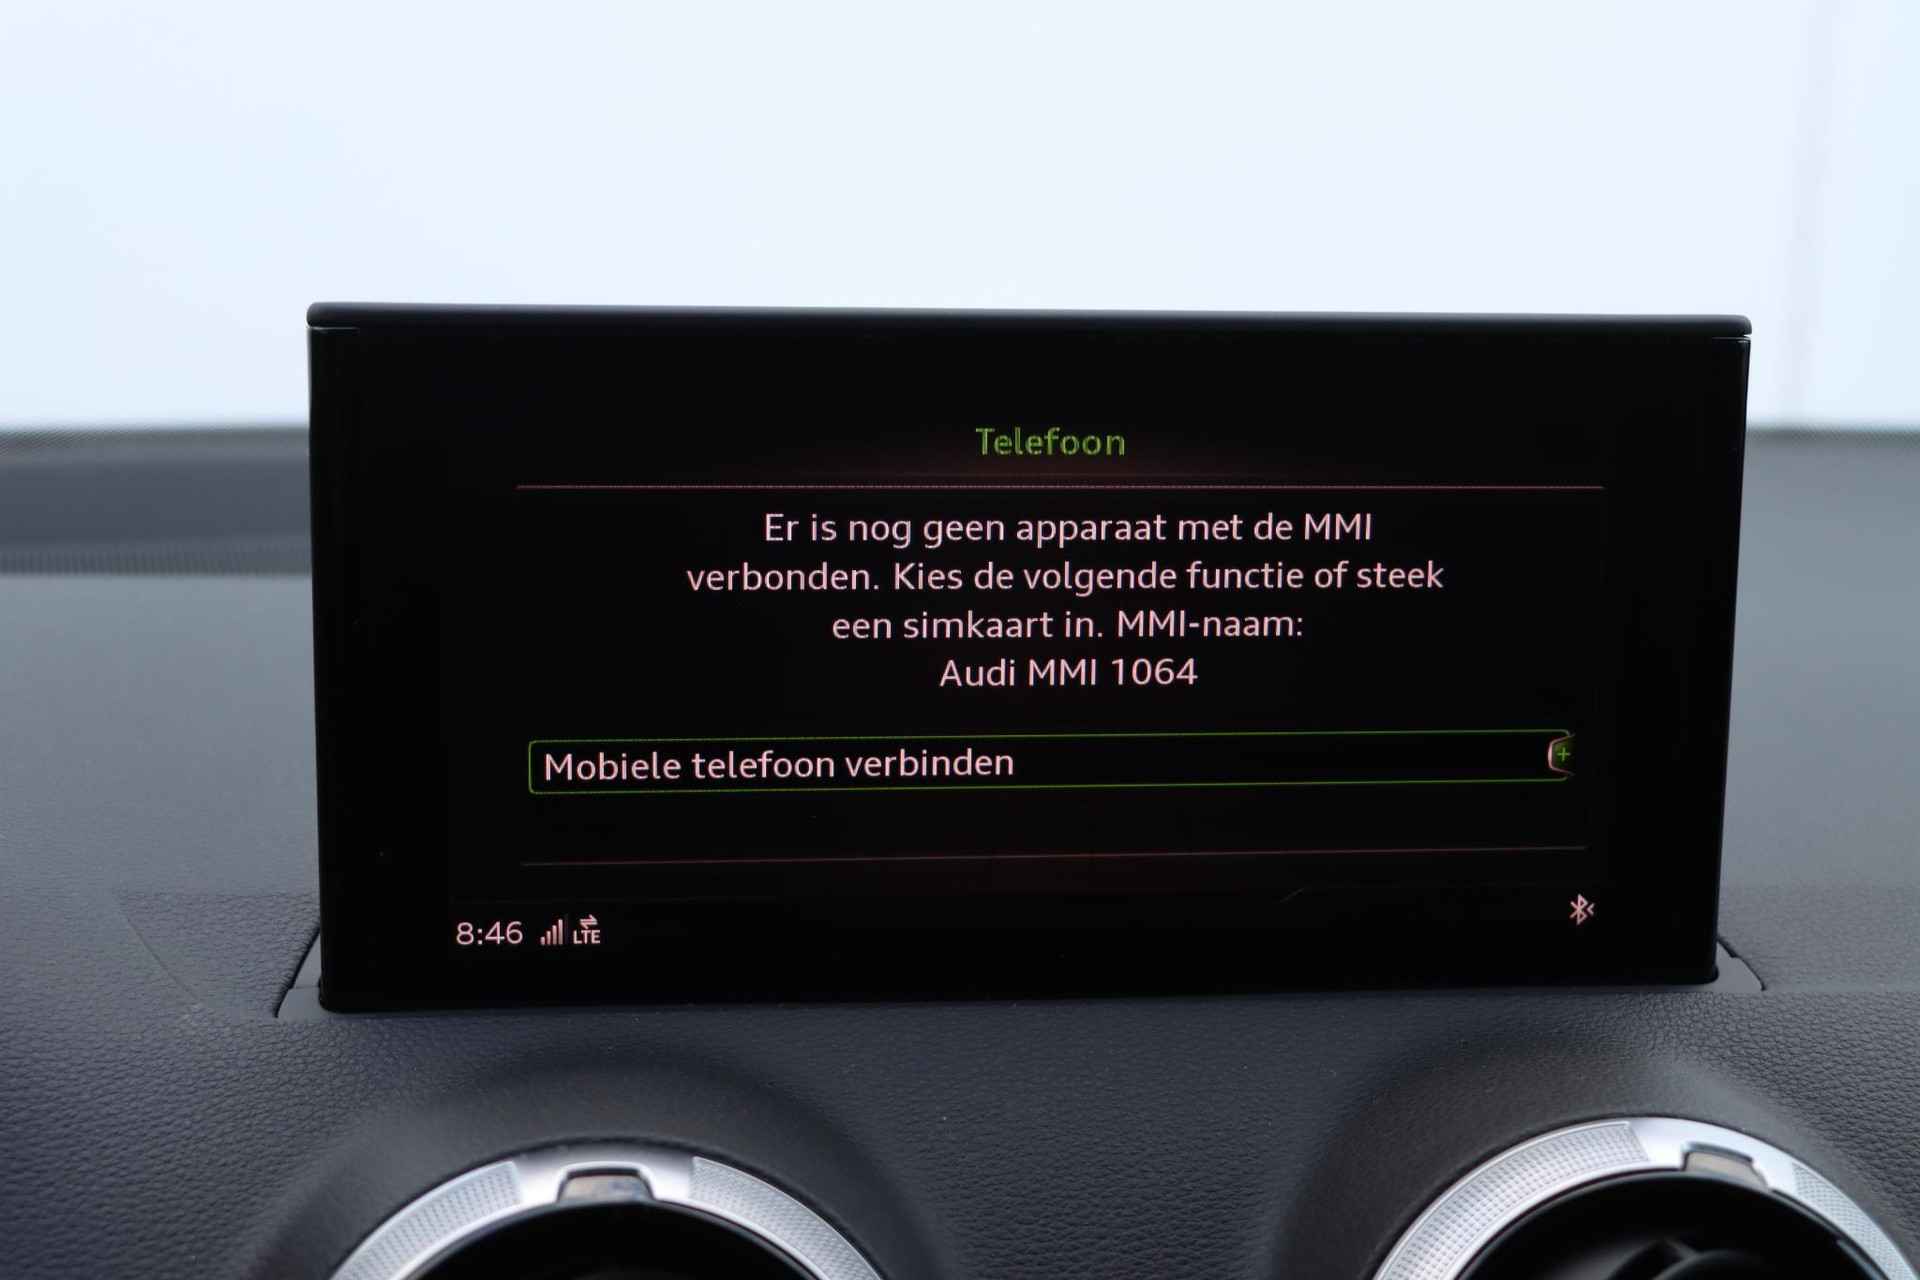 Telefoon
Er is nog geen apparaat met de MMI
verbonden. Kies de volgende functie of steek
een simkaart in. MMI-naam:
Audi MMI 1064
Mobiele telefoon verbinden
8:46 LTE